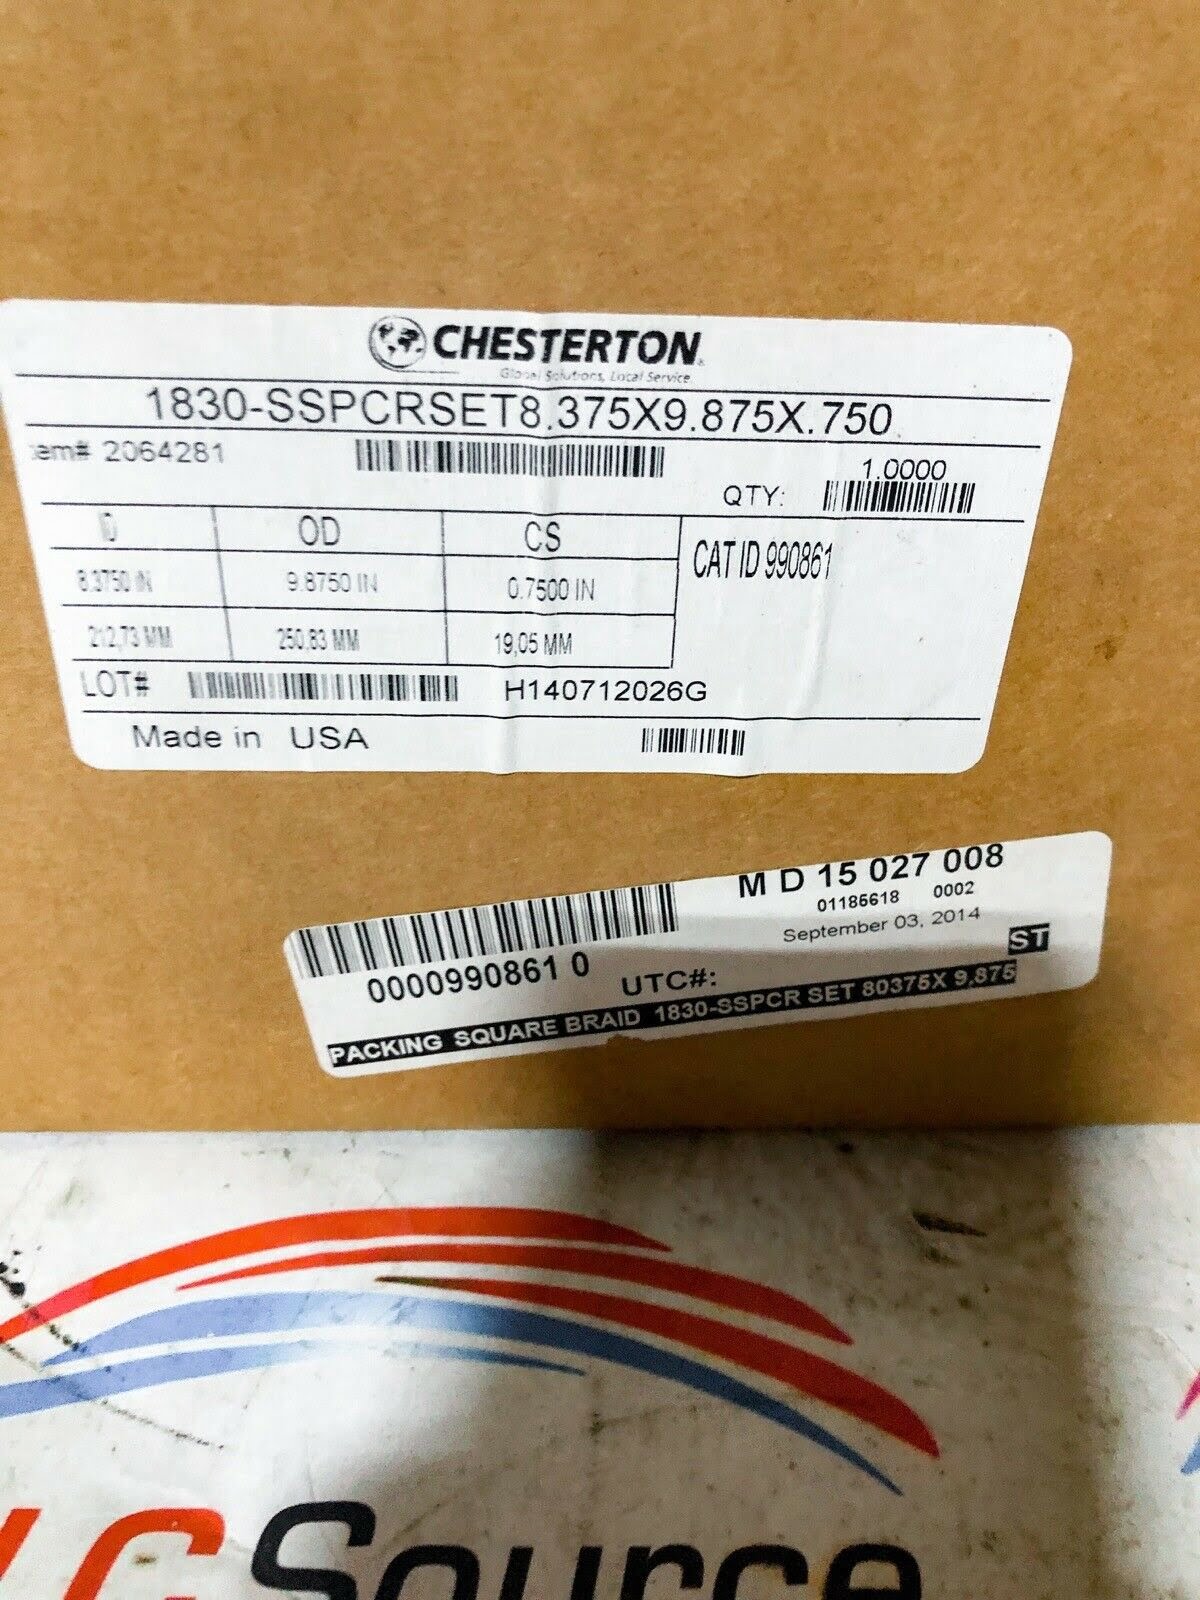 CHESTERTON
Global Solutions, Local Service
1830-SSPCRSET8.375X9.875X.750
em# 2064281
1.0000
QTY:
ID OD CS
CAT ID 990861
8.3750 IN 9.8750 IN 0.7500 IN
212,73 MM 250,83 MM 19,05 MM
LOT# H140712026G
Made in USA
M D 15 027 008
01185618 0002
September 03, 2014
0000990861 0
UTC#:
ST
PACKING SQUARE BRAID 1830-SSPCR SET 80375X 9.875
Source